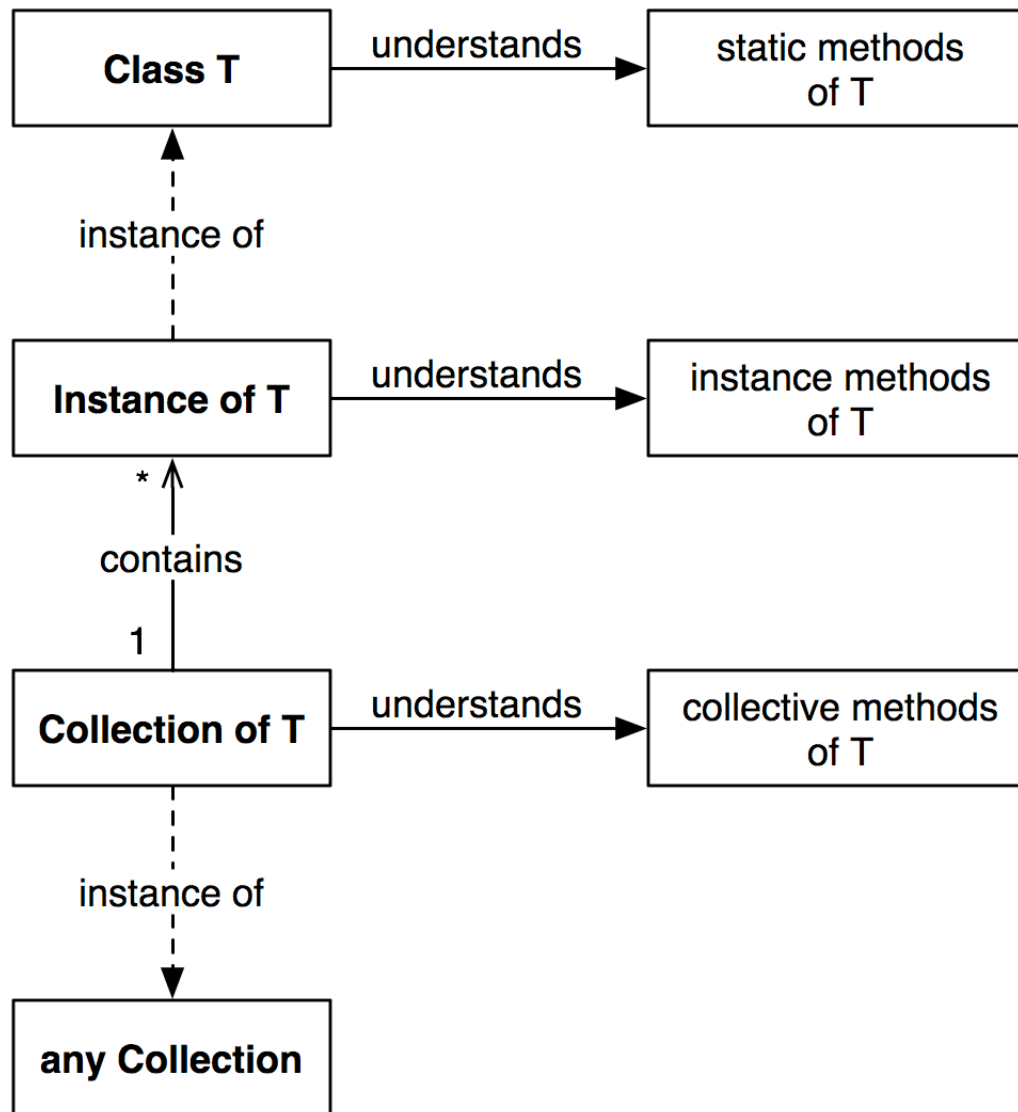 Class T
understands
static methods
of T
instance of
Instance of T
understands
instance methods
of T
*
contains
1
Collection of T
understands
collective methods
of T
instance of
any Collection